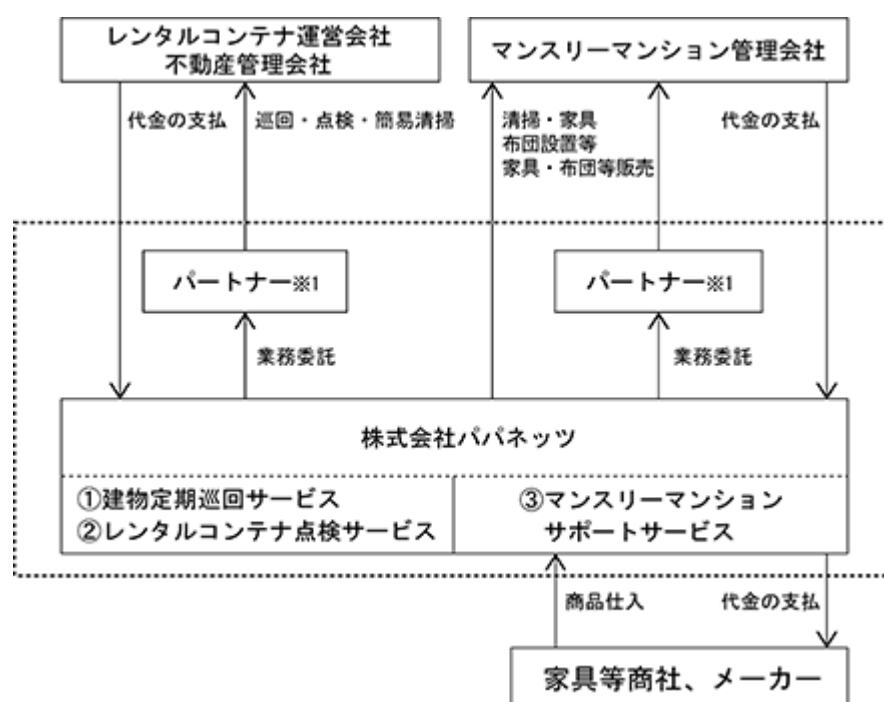 レンタルコンテナ運営会社
不動産管理会社
マンスリーマンション管理会社
代金の支払
巡回・点検・簡易清掃
清掃・家具
布団設置等
家具・布団等販売
代金の支払
パートナー※1
パートナー※1
業務委託
業務委託
株式会社パパネッツ
①建物定期巡回サービス
②レンタルコンテナ点検サービス
③マンスリーマンション
サポートサービス
商品仕入
代金の支払
家具等商社、メーカー